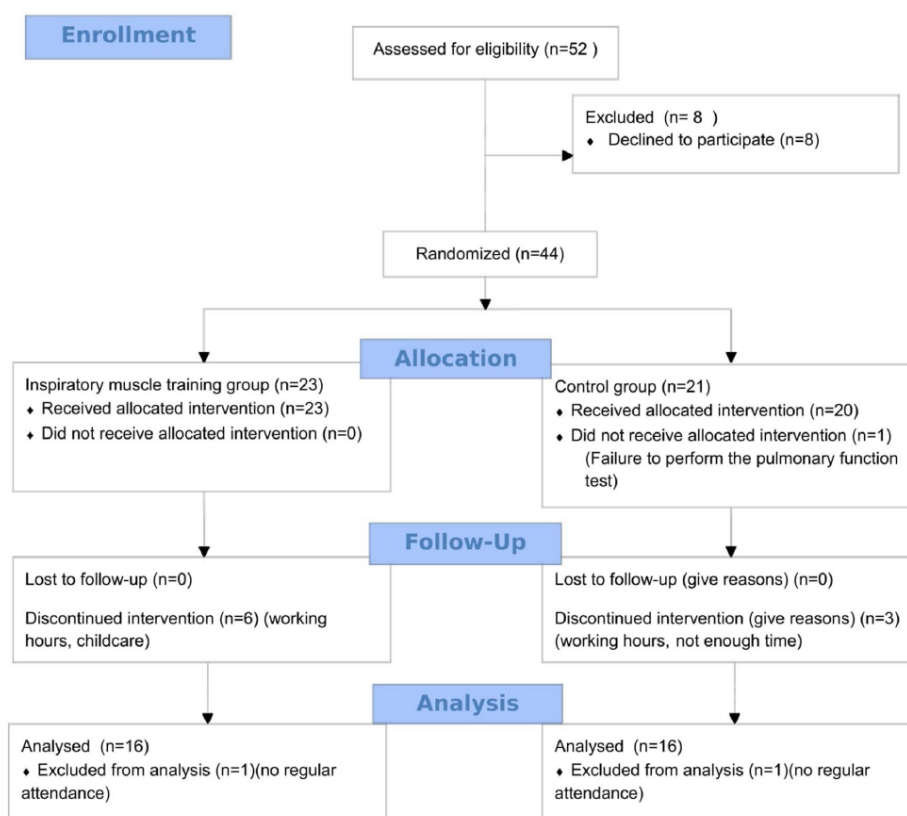 Enrollment
Assessed for eligibility (n=52 )
Excluded (n= 8 )
♦ Declined to participate (n=8)
Randomized (n=44)
Allocation
Inspiratory muscle training group (n=23)
♦ Received allocated intervention (n=23)
♦ Did not receive allocated intervention (n=0)
Control group (n=21)
♦ Received allocated intervention (n=20)
♦ Did not receive allocated intervention (n=1)
(Failure to perform the pulmonary function
test)
Follow-Up
Lost to follow-up (n=0)
Discontinued intervention (n=6) (working
hours, childcare)
Lost to follow-up (give reasons) (n=0)
Discontinued intervention (give reasons) (n=3)
(working hours, not enough time)
Analysis
Analysed (n=16)
♦ Excluded from analysis (n=1)(no regular
attendance)
Analysed (n=16)
♦ Excluded from analysis (n=1)(no regular
attendance)